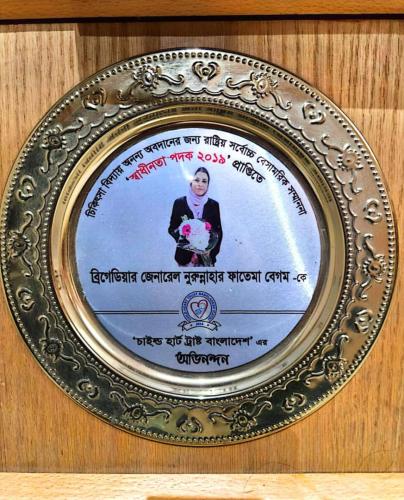 চিকিৎসা বিদ্যায় অনন্য অবদানের জন্য রাষ্ট্রিয় সর্বোচ্চ বেসামরিক সম্মাননা
'স্বাধীনতা পদক ২০১৯' প্রাপ্তিতে
ব্রিগেডিয়ার জেনারেল নুরুন্নাহার ফাতেমা বেগম -কে
'চাইল্ড হার্ট ট্রাষ্ট বাংলাদেশ' এর
অভিনন্দন